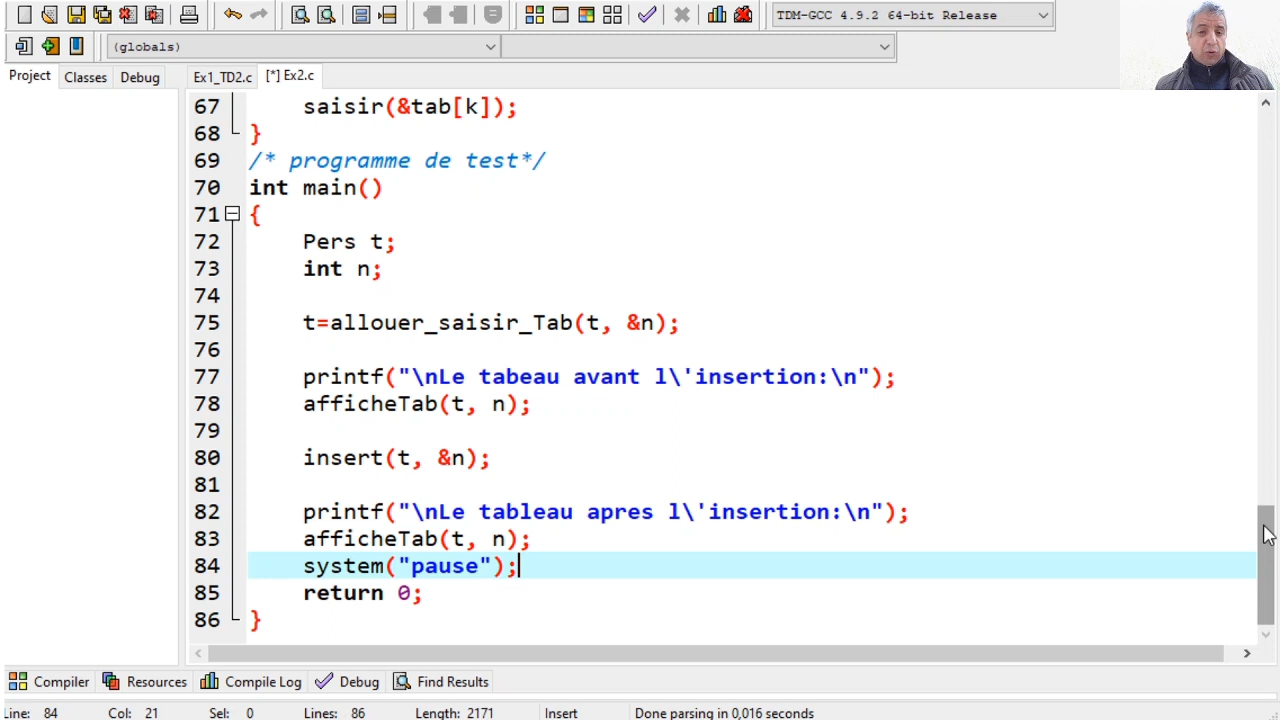 TDM-GCC 4.9.2 64-bit Release
(globals)
Project Classes Debug Ex1_TD2.c [*] Ex2.c
67 saisir(&tab[k]);
68 }
69 /* programme de test*/
70 int main()
71 {
72 Pers t;
73 int n;
74
75 t=allouer_saisir_Tab(t, &n);
76
77 printf("\nLe tabeau avant l\'insertion:\n");
78 afficheTab(t, n);
79
80 insert(t, &n);
81
82 printf("\nLe tableau apres l\'insertion:\n");
83 afficheTab(t, n);
84 system("pause");
85 return 0;
86 }
Compiler Resources Compile Log Debug Find Results
Line: 84 Col: 21 Sel: 0 Lines: 86 Length: 2171 Insert Done parsing in 0,016 seconds